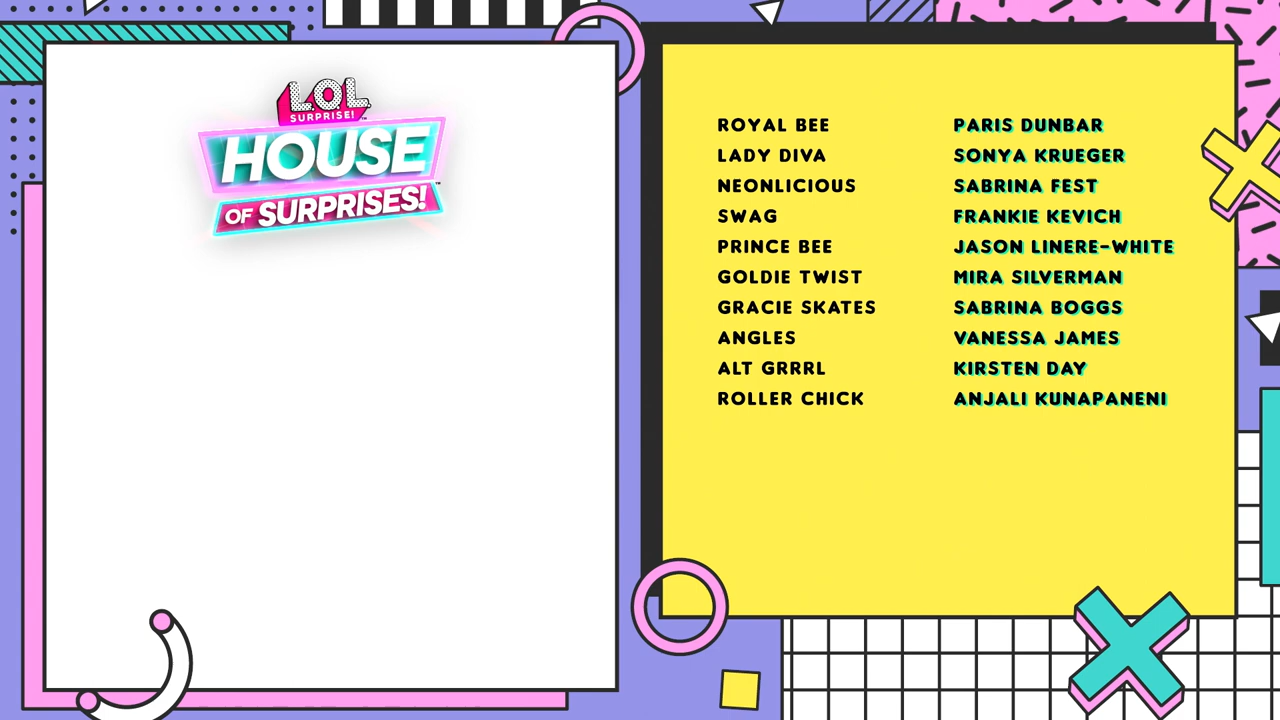 L.O.L.
SURPRISE!™
HOUSE
OF SURPRISES!™
ROYAL BEE PARIS DUNBAR
LADY DIVA SONYA KRUEGER
NEONLICIOUS SABRINA FEST
SWAG FRANKIE KEVICH
PRINCE BEE JASON LINERE-WHITE
GOLDIE TWIST MIRA SILVERMAN
GRACIE SKATES SABRINA BOGGS
ANGLES VANESSA JAMES
ALT GRRRL KIRSTEN DAY
ROLLER CHICK ANJALI KUNAPANENI